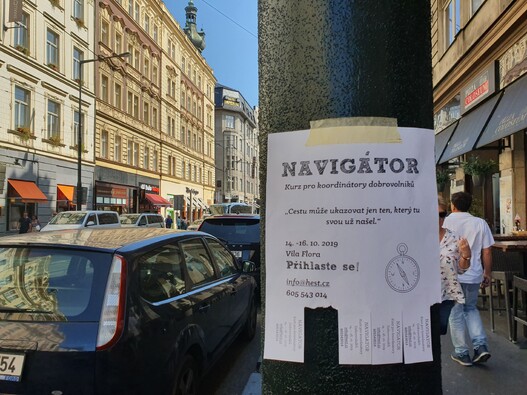 NAVIGÁTOR
Kurz pro koordinátory dobrovolníků
„Cestu může ukazovat jen ten, který tu
svou už našel.“
14. -16. 10. 2019
Vila Flora
Přihlaste se!
info@hest.cz
605 543 014
54